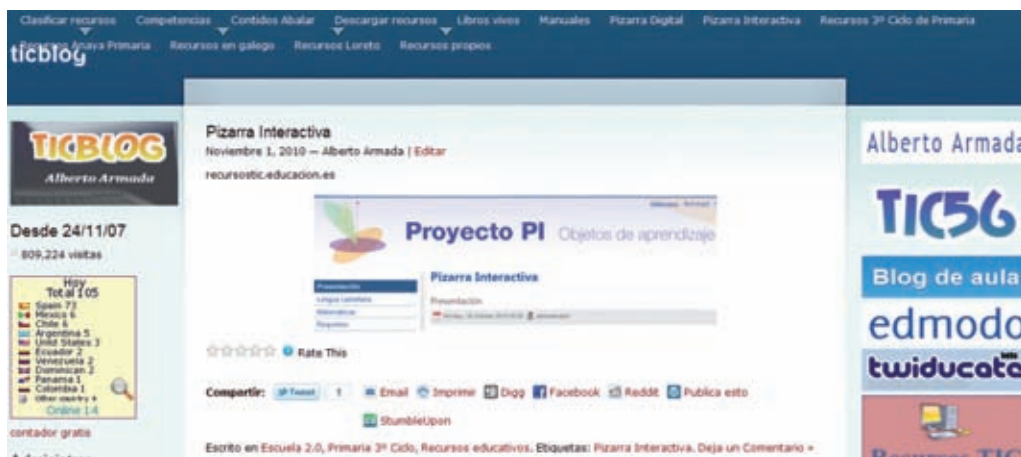 Clasificar recursos Competencias Contidos Abalar Descargar recursos Libros vivos Manuales Pizarra Digital Pizarra Interactiva Recursos 3º Ciclo de Primaria
Anaya Primaria Recursos en galego Recursos Loreto Recursos propios
ticblog
TICBLOG
Alberto Armada
Desde 24/11/07
809,224 visitas
Hoy
Total 105
Spain 73
Mexico 6
Chile 6
Argentina 5
Unitd States 3
Ecuador 2
Venezuela 2
Dominican 2
Panama 1
Colombia 1
Other country 4
Online 14
contador gratis
Pizarra Interactiva
Noviembre 1, 2010 — Alberto Armada | Editar
recursostic.educacion.es
Proyecto PI Objetos de aprendizaje
Presentación
Lengua castellana
Matemáticas
Pizarra Interactiva
Presentación
Rate This
Compartir: Tweet 1 Email Imprime Digg Facebook Reddit Publica esto
StumbleUpon
Escrito en Escuela 2.0, Primaria 3º Ciclo, Recursos educativos. Etiquetas: Pizarra Interactiva. Deja un Comentario »
Alberto Armada
TIC56
Blog de aula
edmodo
twiducate
Recursos TIC